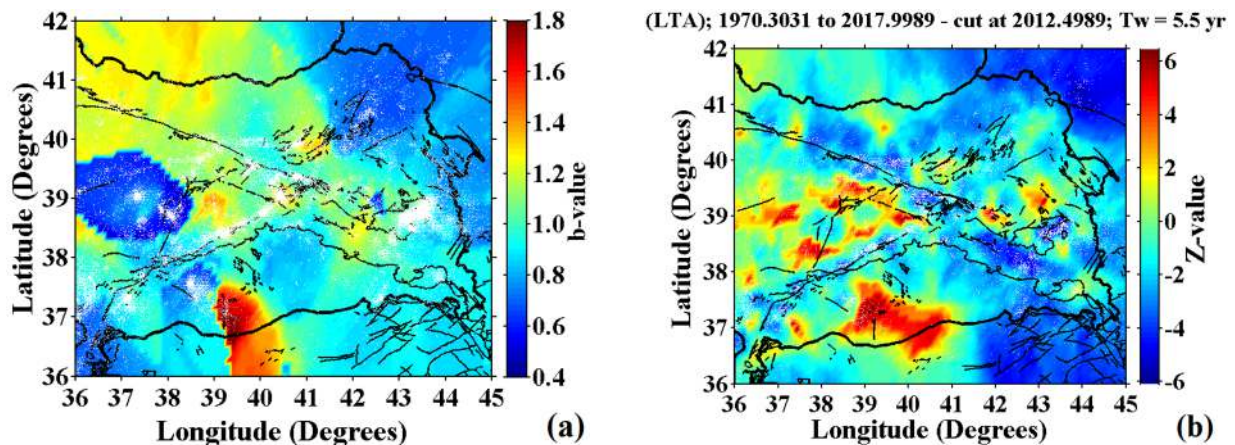 (LTA); 1970.3031 to 2017.9989 - cut at 2012.4989; Tw = 5.5 yr
42
41
40
39
38
37
36
Latitude (Degrees)
36 37 38 39 40 41 42 43 44 45
Longitude (Degrees)
1.8
1.6
1.4
1.2
1.0
0.8
0.6
0.4
b-value
(a)
42
41
40
39
38
37
36
Latitude (Degrees)
36 37 38 39 40 41 42 43 44 45
Longitude (Degrees)
6
4
2
0
-2
-4
-6
Z-value
(b)